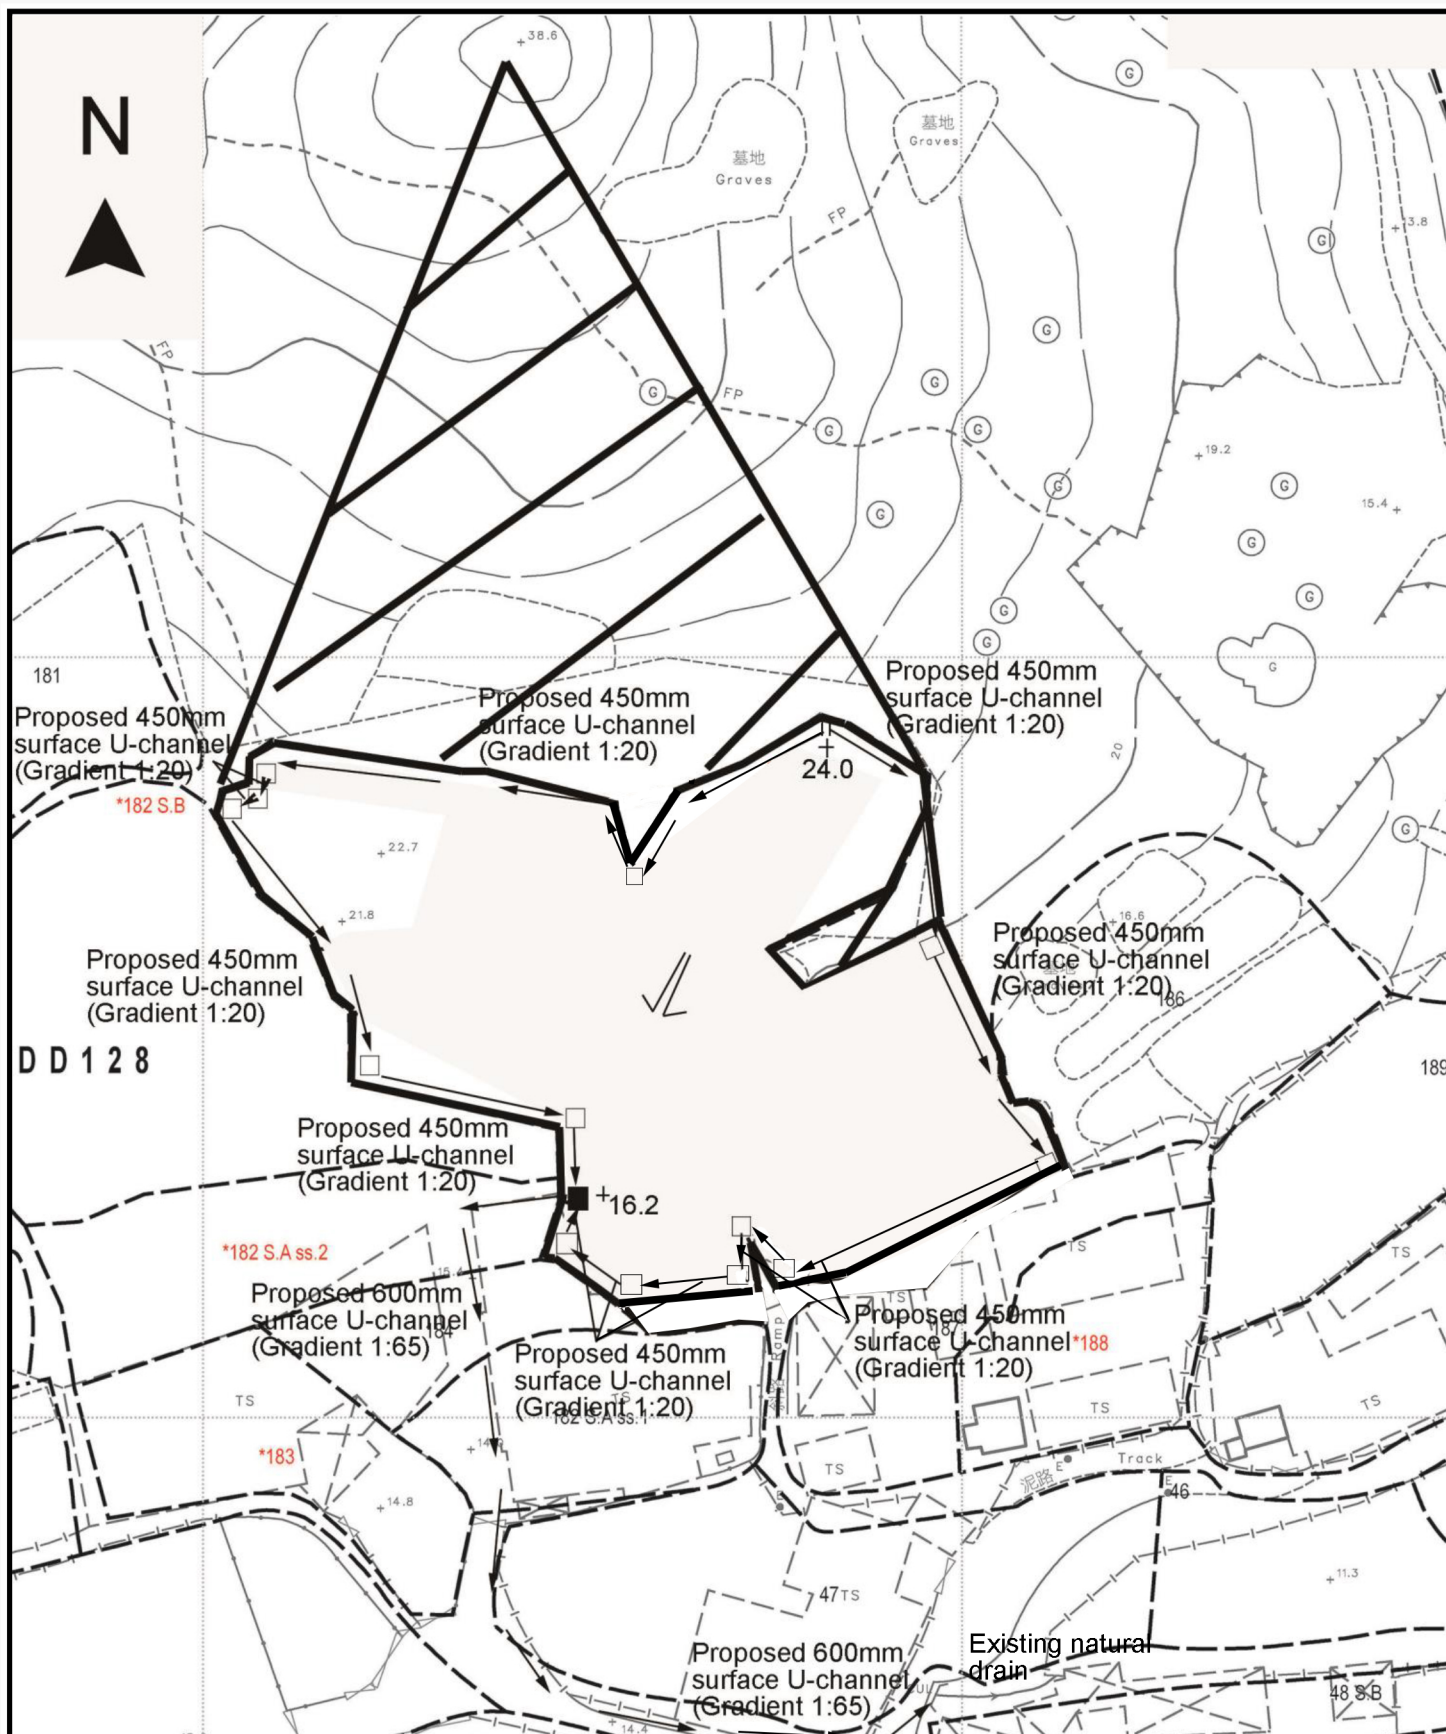 38.6
N
G
墓地
Graves
墓地
Graves
FP
G
13.8
G
FP
G
G
FP
G
G
19.2
G
G
15.4
G
G
G
G
G
G
181
Proposed 450mm
surface U-channel
(Gradient 1:20)
*182 S.B
Proposed 450mm
surface U-channel
(Gradient 1:20)
Proposed 450mm
surface U-channel
(Gradient 1:20)
24.0
20
22.7
G
21.8
16.6
Proposed 450mm
surface U-channel
(Gradient 1:20)
Proposed 450mm
surface U-channel
(Gradient 1:20)
186
DD128
189
Proposed 450mm
surface U-channel
(Gradient 1:20)
16.2
*182 S.A ss.2
TS
TS
15.4
Proposed 600mm
surface U-channel
(Gradient 1:65)
184
TS
Proposed 450mm
surface U-channel
(Gradient 1:20)
187
*188
Ramp
Proposed 450mm
surface U-channel
(Gradient 1:20)
TS
TS
182 S.A ss.1
TS
TS
*183
TS
Track
泥路
E
E
46
14.8
E
11.3
47
TS
Existing natural
drain
Proposed 600mm
surface U-channel
(Gradient 1:65)
CUL
48 S.B
14.4